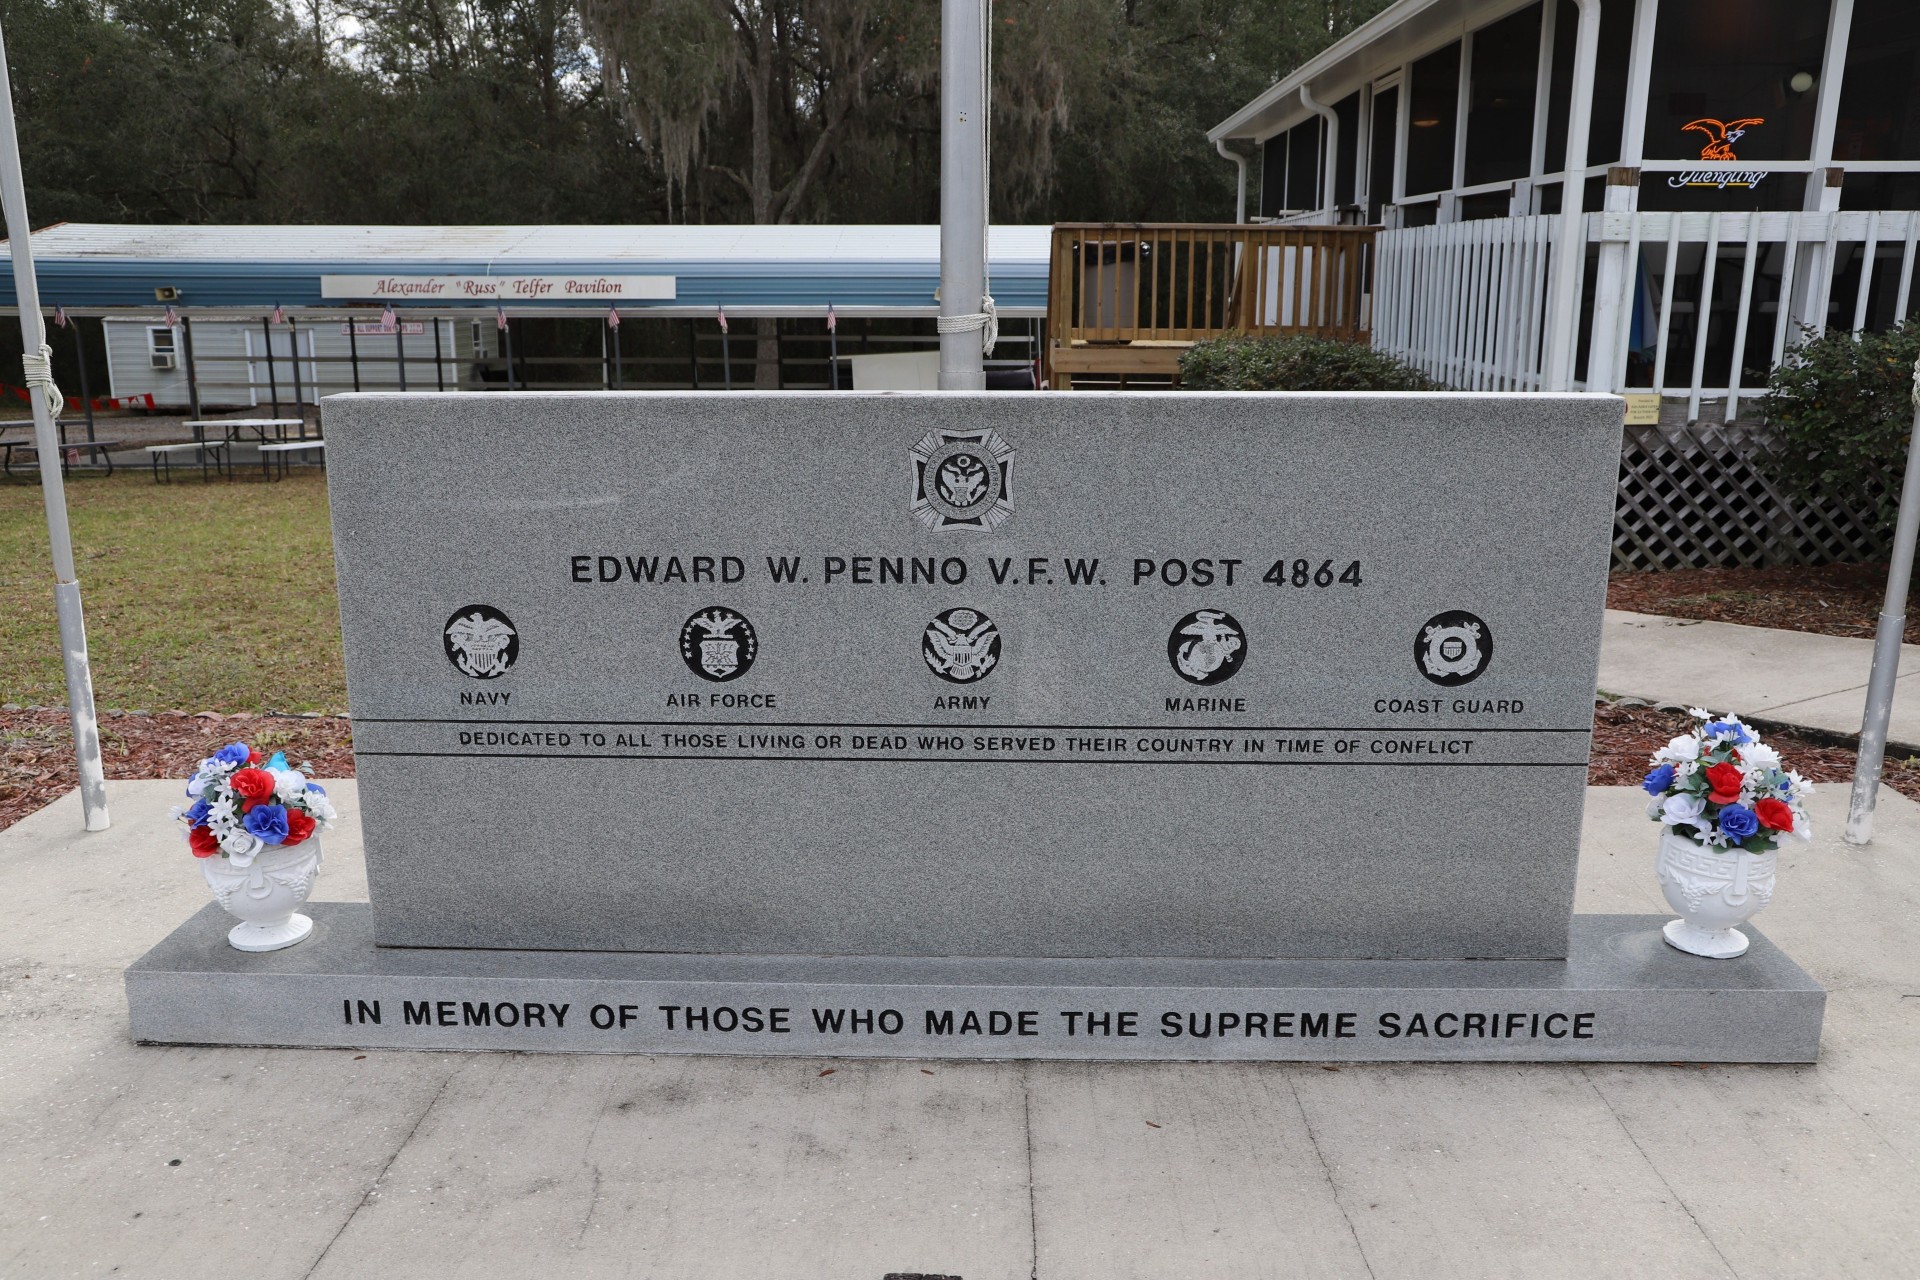 Yuengling
Alexander "Russ" Telfer Pavilion
EDWARD W. PENNO V.F.W. POST 4864
NAVY
AIR FORCE
ARMY
MARINE
COAST GUARD
DEDICATED TO ALL THOSE LIVING OR DEAD WHO SERVED THEIR COUNTRY IN TIME OF CONFLICT
IN MEMORY OF THOSE WHO MADE THE SUPREME SACRIFICE